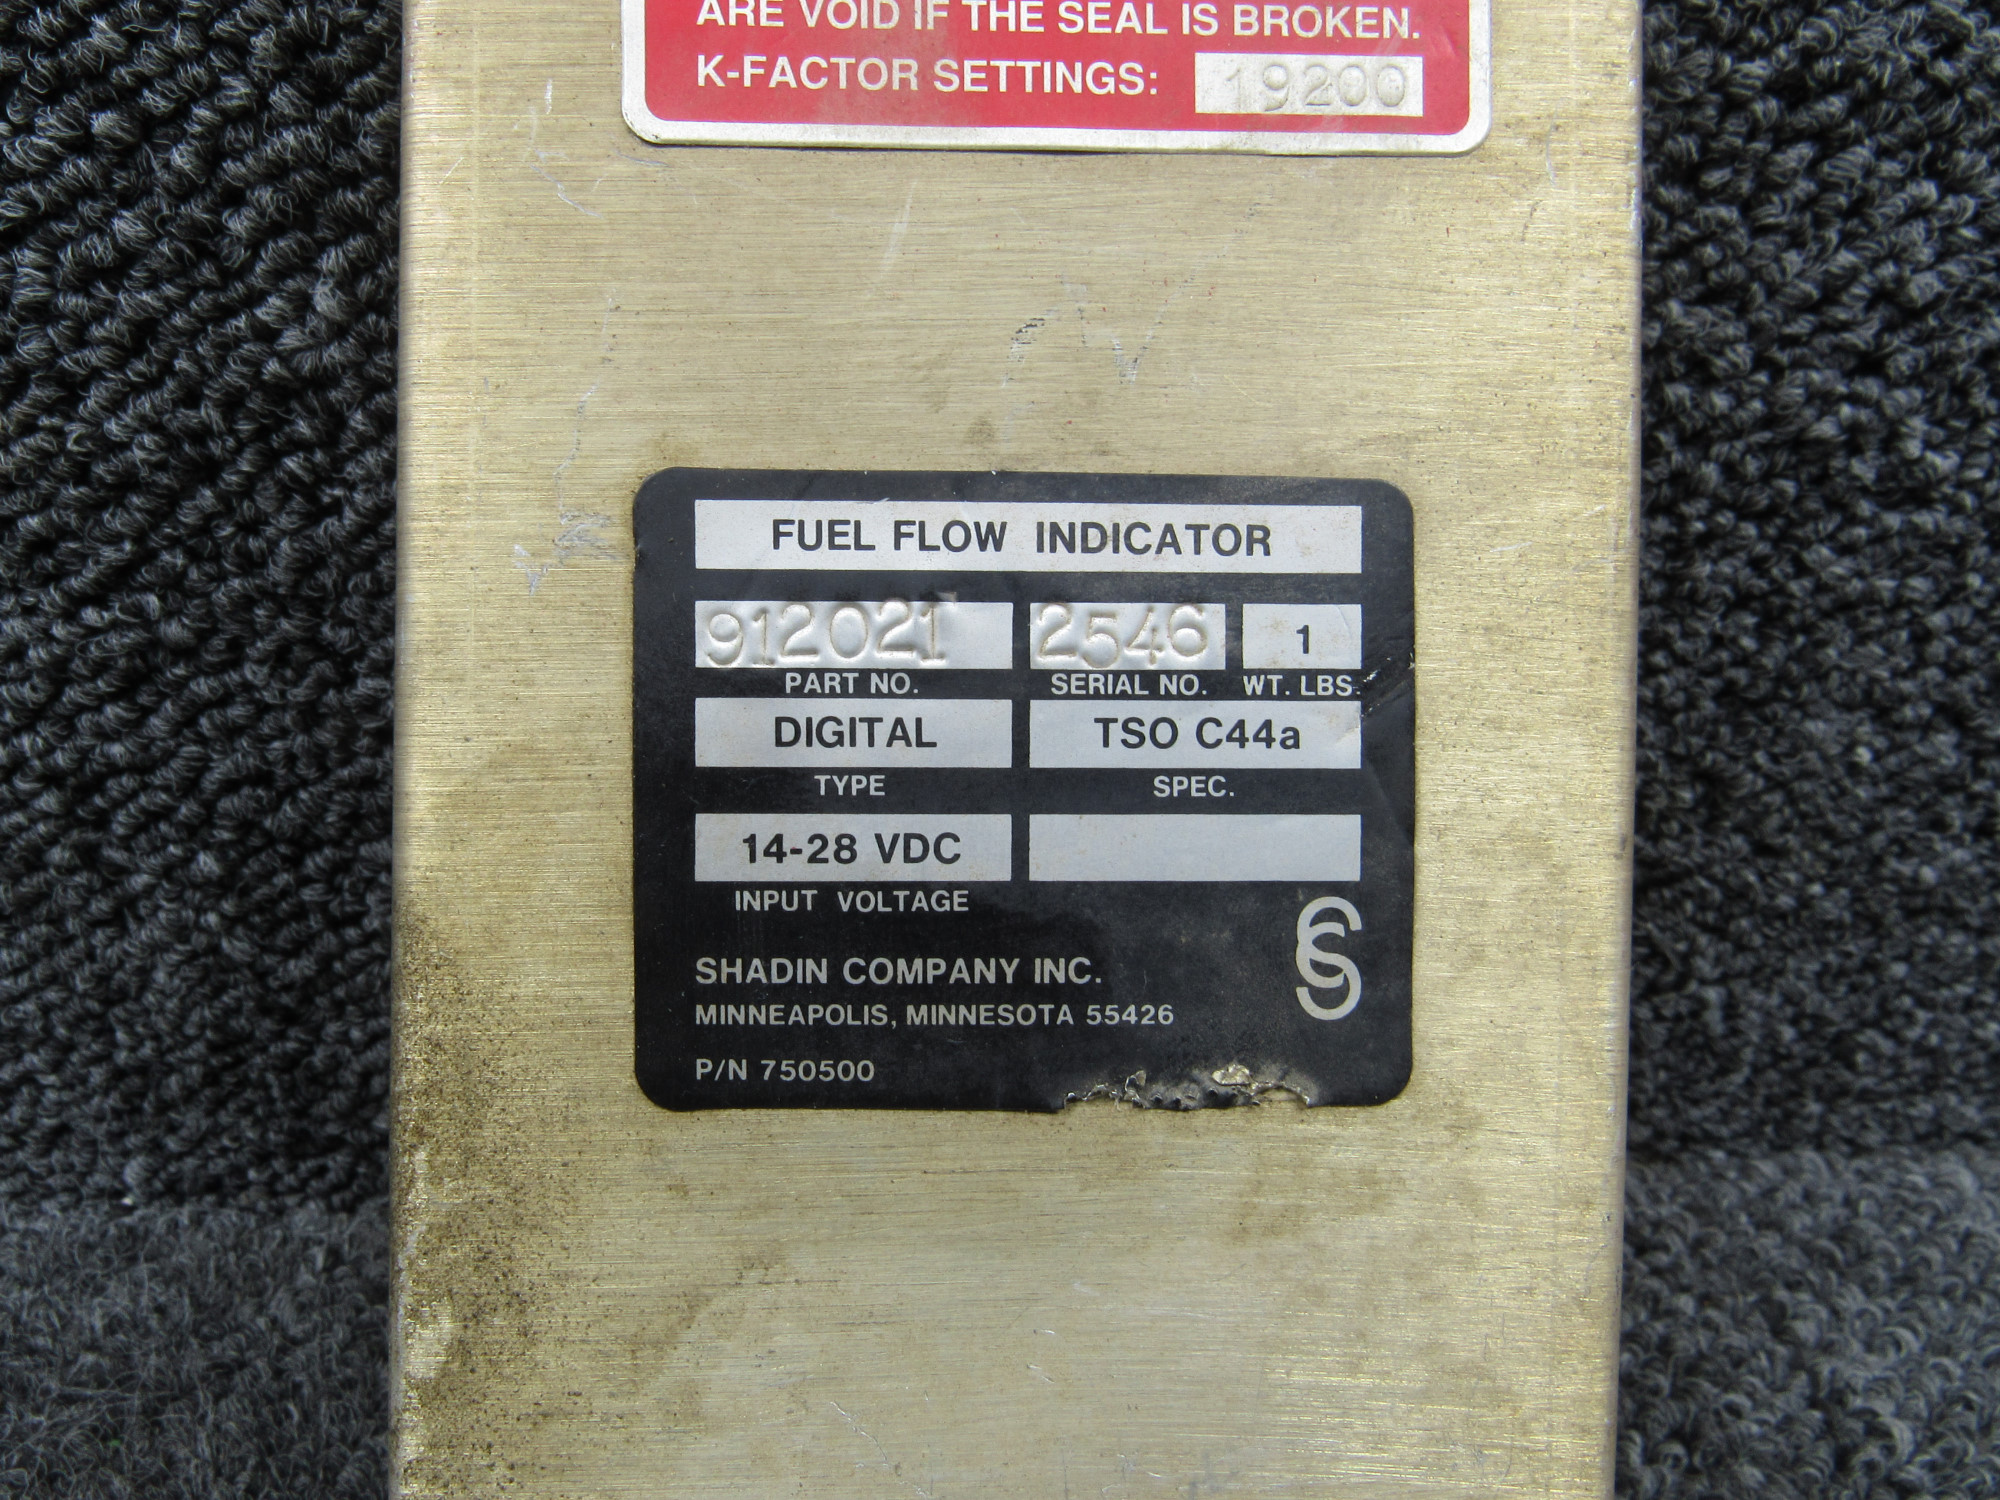 ARE VOID IF THE SEAL IS BROKEN.
K-FACTOR SETTINGS: 19200
FUEL FLOW INDICATOR
912021 2546 1
PART NO. SERIAL NO. WT. LBS.
DIGITAL TSO C44a
TYPE SPEC.
14-28 VDC
INPUT VOLTAGE
SHADIN COMPANY INC.
MINNEAPOLIS, MINNESOTA 55426
P/N 750500